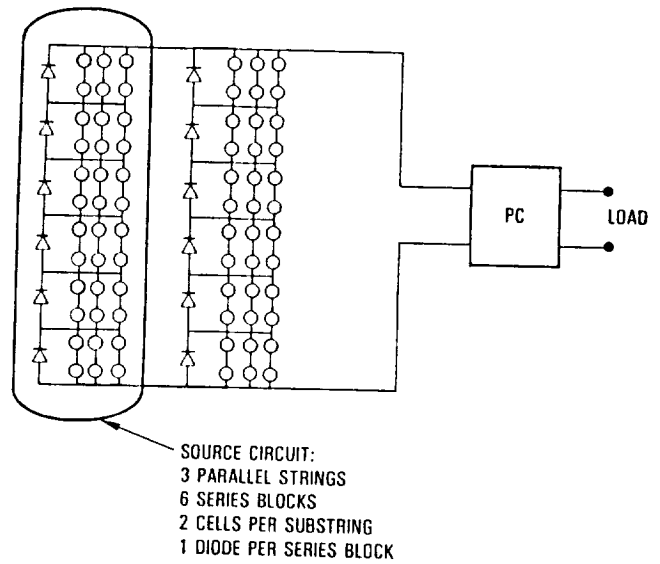 PC
LOAD
SOURCE CIRCUIT:
3 PARALLEL STRINGS
6 SERIES BLOCKS
2 CELLS PER SUBSTRING
1 DIODE PER SERIES BLOCK